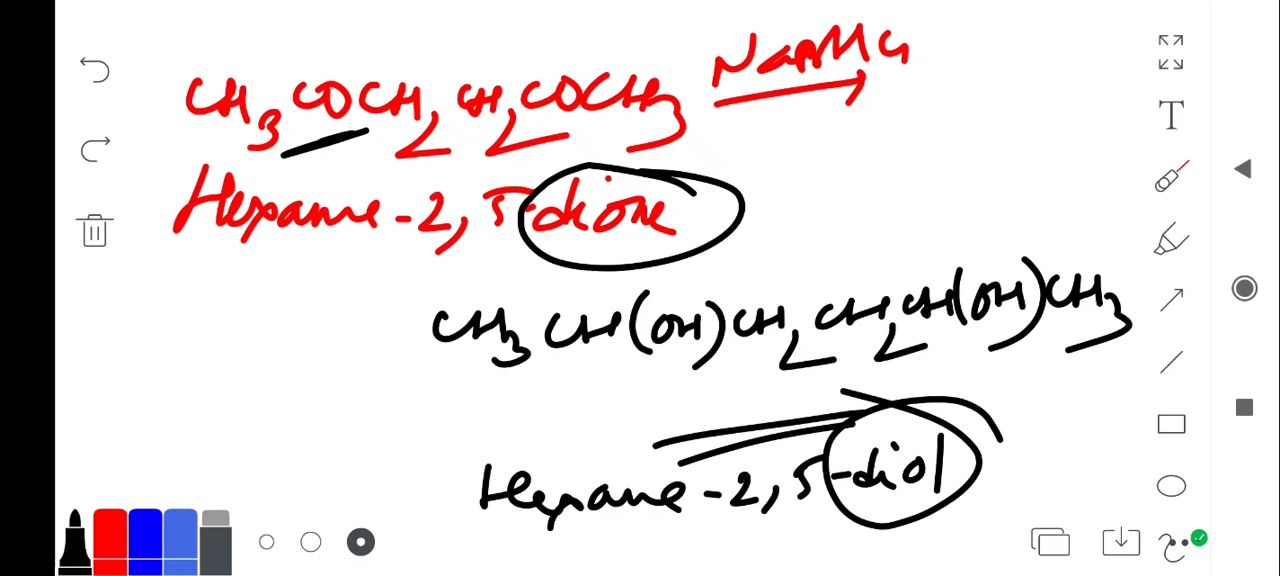 CH3COCH2CH2COCH3 NaBH4
Hexane-2,5-dione
CH3CH(OH)CH2CH2CH(OH)CH3
Hexane-2,5-diol
T